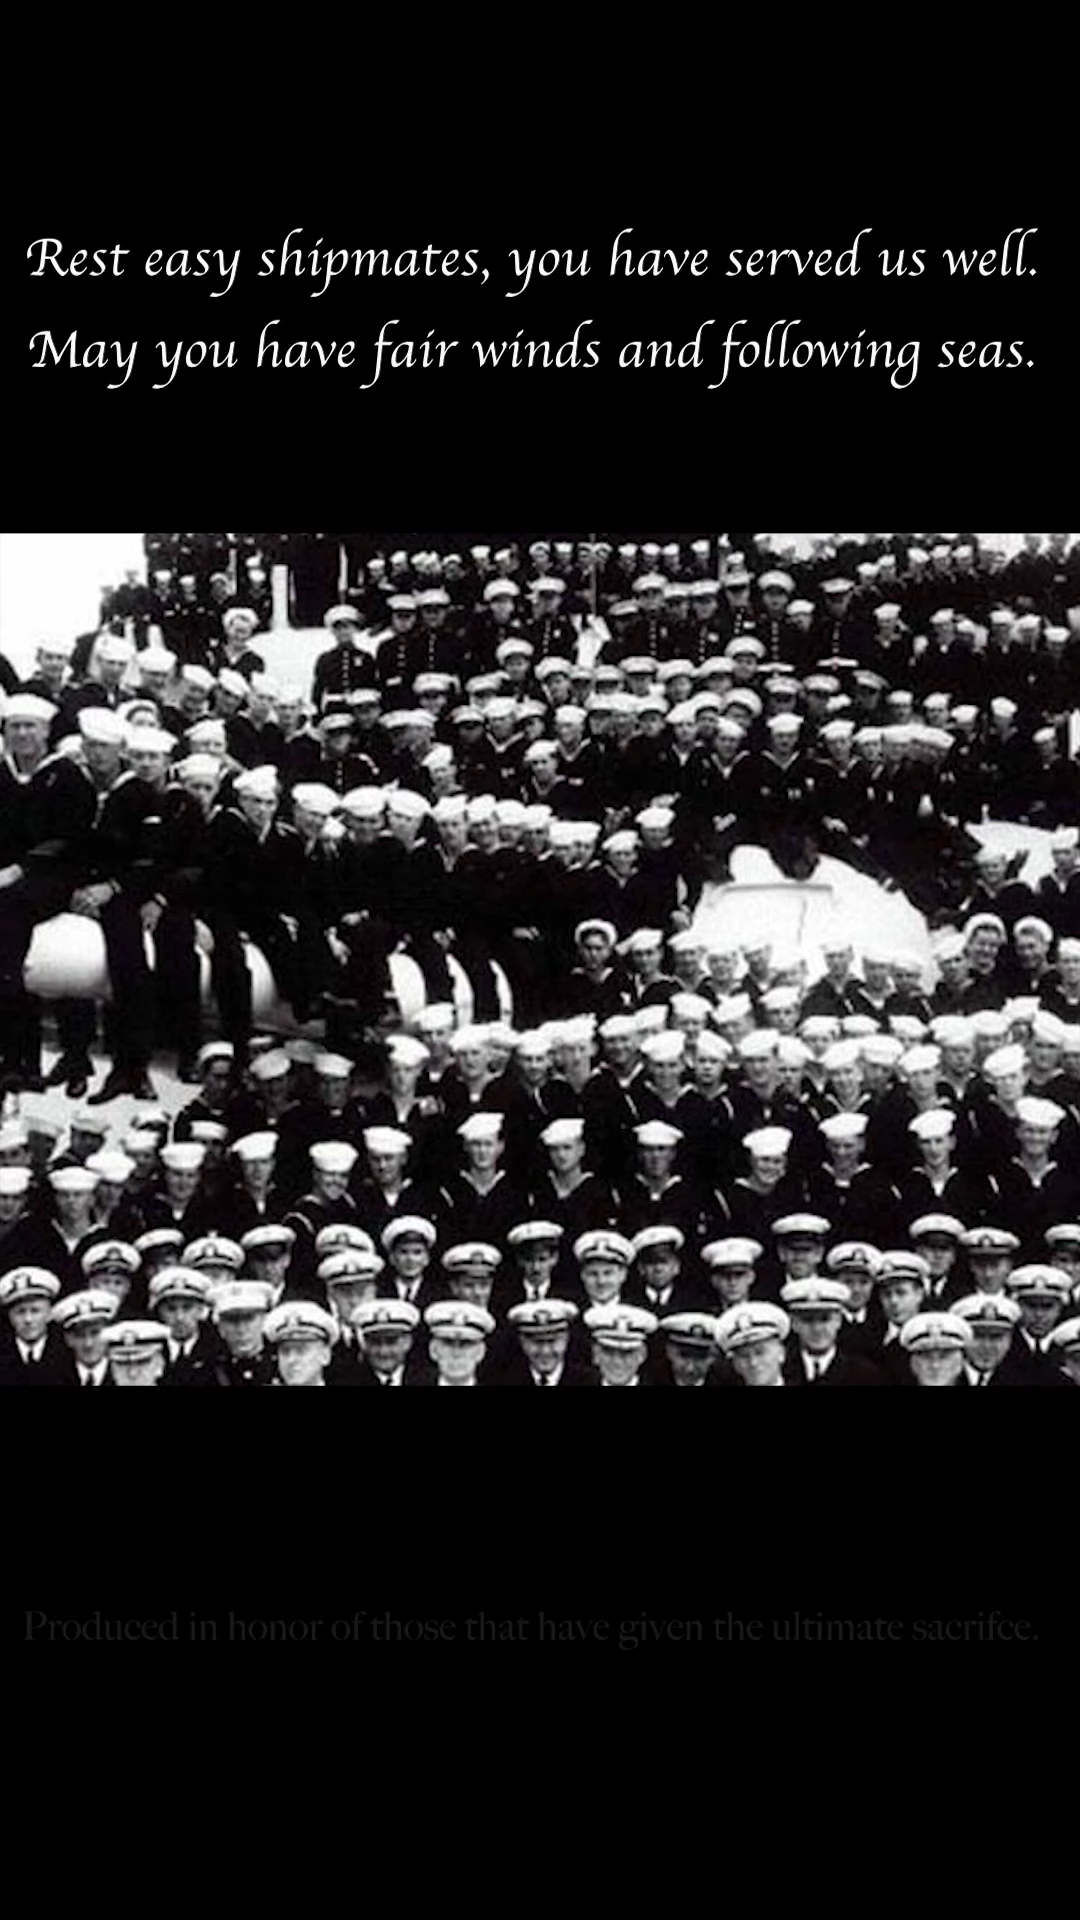 Rest easy shipmates, you have served us well.
May you have fair winds and following seas.
Produced in honor of those that have given the ultimate sacrifce.